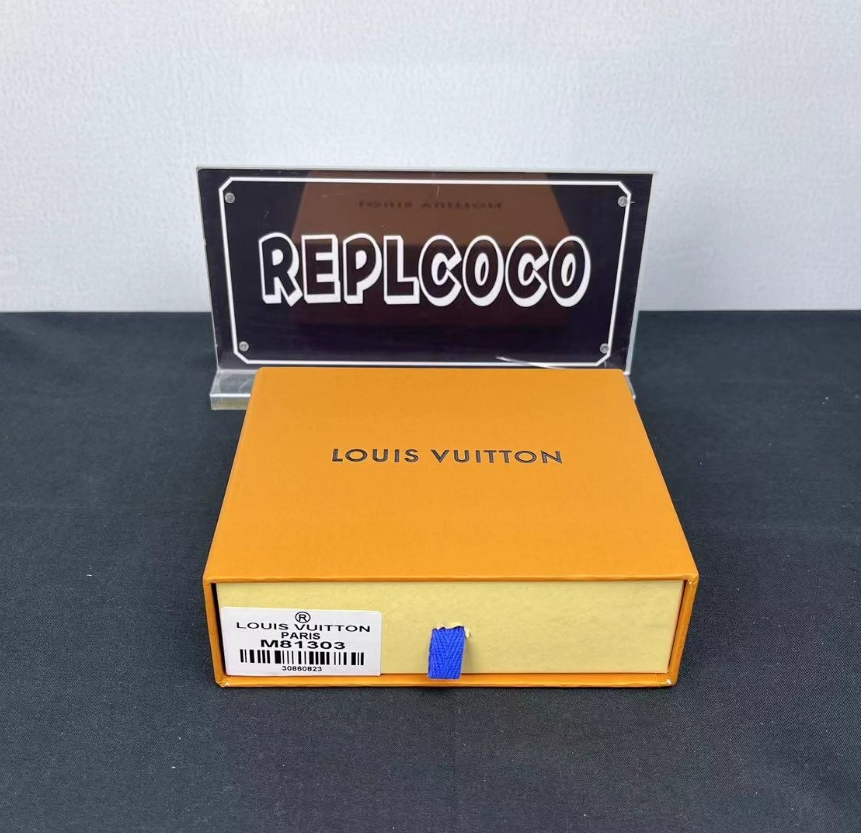 REPLCOCO
LOUIS VUITTON
®
LOUIS VUITTON
PARIS
M81303
30860823